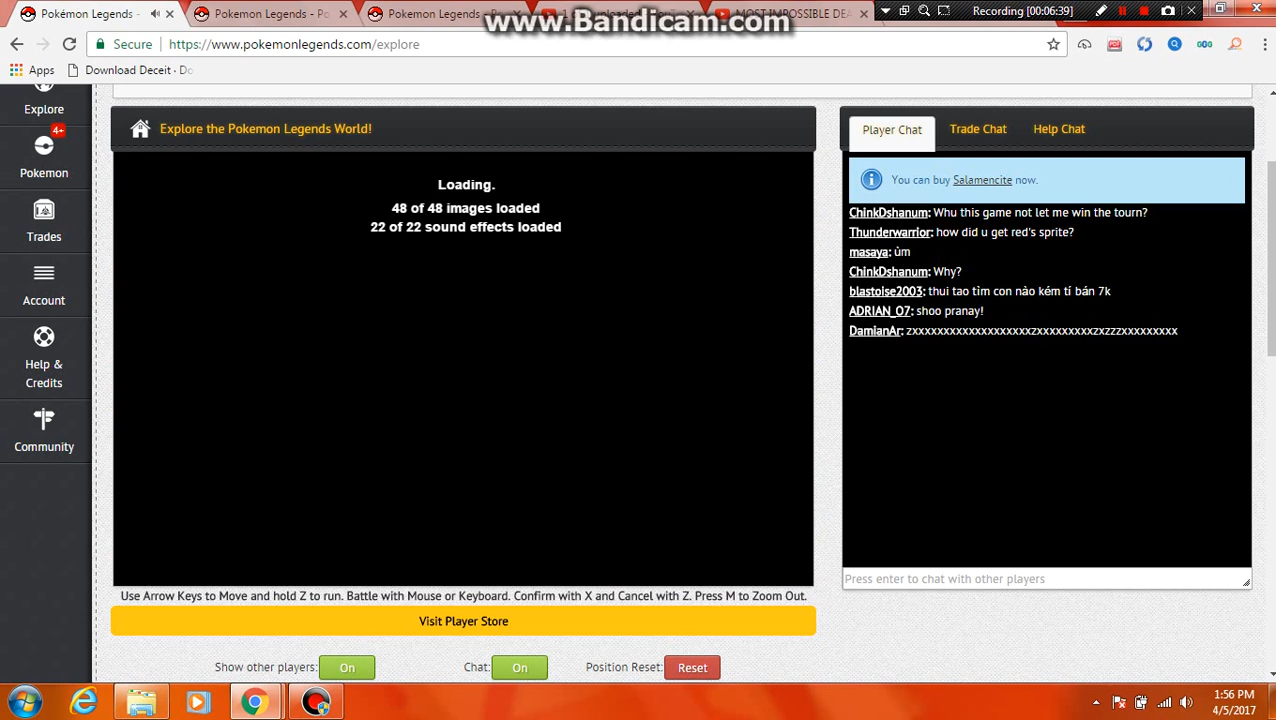 Pokémon Legends -
Pokemon Legends - Po
Pokemon Legends - Po
MOST IMPOSSIBLE DEA
www.Bandicam.com
Recording [00:06:39]
Secure
https://www.pokemonlegends.com/explore
Apps
Download Deceit - Do
Explore
4+
Pokemon
Trades
Account
Help &
Credits
Community
Explore the Pokemon Legends World!
Loading.
48 of 48 images loaded
22 of 22 sound effects loaded
Use Arrow Keys to Move and hold Z to run. Battle with Mouse or Keyboard. Confirm with X and Cancel with Z. Press M to Zoom Out.
Visit Player Store
Show other players: On
Chat: On
Position Reset: Reset
Player Chat
Trade Chat
Help Chat
You can buy Salamencite now.
ChinkDshanum: Whu this game not let me win the tourn?
Thunderwarrior: how did u get red's sprite?
masaya: ùm
ChinkDshanum: Why?
blastoise2003: thui tao tìm con nào kém tí bán 7k
ADRIAN_O7: shoo pranay!
DamianAr: zxxxxxxxxxxxxxxxxxxxzxxxxxxxxxzxzzzxxxxxxxxx
Press enter to chat with other players
1:56 PM
4/5/2017